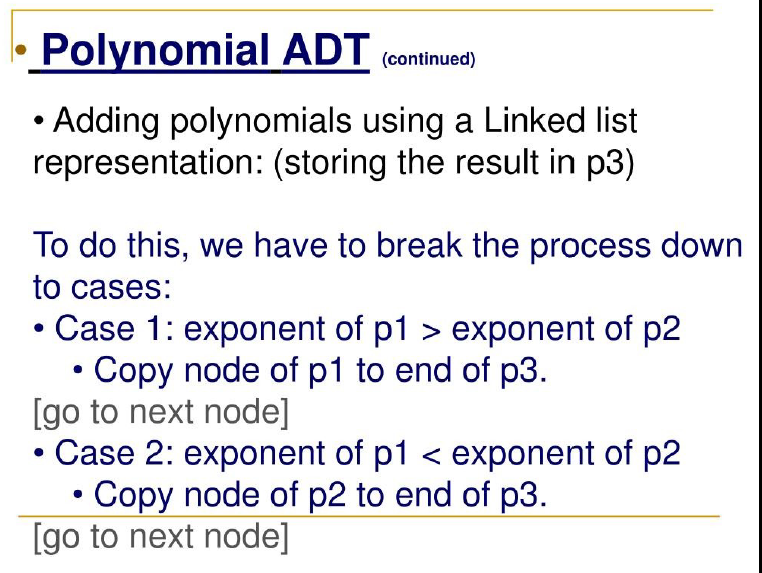 • Polynomial ADT (continued)
• Adding polynomials using a Linked list
representation: (storing the result in p3)
To do this, we have to break the process down
to cases:
• Case 1: exponent of p1 > exponent of p2
• Copy node of p1 to end of p3.
[go to next node]
• Case 2: exponent of p1 < exponent of p2
• Copy node of p2 to end of p3.
[go to next node]